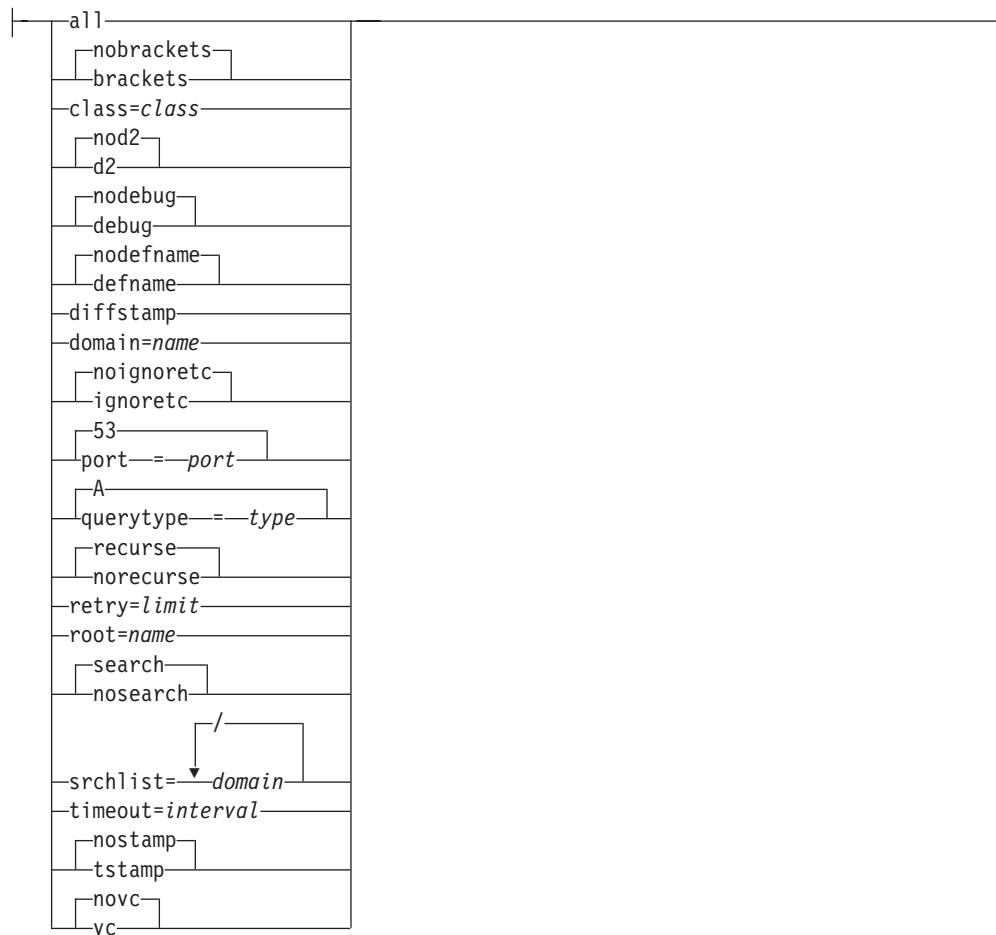 all
nobrackets
brackets
class=class
nod2
d2
nodebug
debug
nodefname
defname
diffstamp
domain=name
noignoretc
ignoretc
53
port = port
A
querytype = type
recurse
norecurse
retry=limit
root=name
search
nosearch
/
srchlist= domain
timeout=interval
nostamp
tstamp
novc
vc